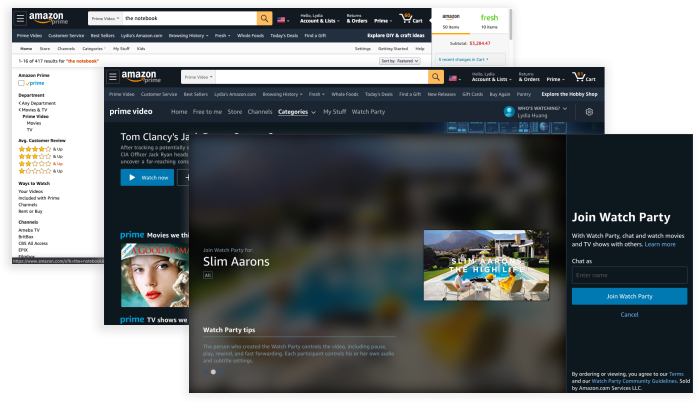 amazon prime
Prime Video
the notebook
Hello, Lydia
Account & Lists
Returns
& Orders
Prime
Cart
amazon
50 items
fresh
10 items
Prime Video Customer Service Best Sellers Lydia's Amazon.com Browsing History Fresh Whole Foods Today's Deals Find a Gift
Explore DIY & craft ideas
Subtotal: $3,284.47
Home Store Channels Categories My Stuff Kids
Settings Getting Started Help
5 recent changes in Cart
1-16 of 417 results for "the notebook"
Sort by: Featured
Amazon Prime
prime
Department
Any Department
Movies & TV
Prime Video
Movies
TV
Avg. Customer Review
& Up
& Up
& Up
& Up
Ways to Watch
Your Videos
Included with Prime
Channels
Rent or Buy
Channels
Ameba TV
BritBox
CBS All Access
EPIX
amazon prime
Prime Video
Hello, Lydia
Account & Lists
Returns
& Orders
Prime
Cart
Prime Video Customer Service Best Sellers Lydia's Amazon.com Browsing History Fresh Whole Foods Today's Deals Find a Gift New Releases Gift Cards Buy Again Pantry
Explore the Hobby Shop
prime video
Home Free to me Store Channels Categories My Stuff Watch Party
WHO'S WATCHING?
Lydia Huang
Tom Clancy's Ja
After tracking a potentially s
CIA Officer Jack Ryan heads
uncover a far-reaching cons
Watch now
prime Movies we thi
A GOOD WOMA
prime TV shows we
Join Watch Party for:
Slim Aarons
All
SLIM AARONS
THE HIGH LIFE
Watch Party tips
The person who created the Watch Party controls the video, including pause,
play, rewind, and fast forwarding. Each participant controls his or her own audio
and subtitle settings.
Join Watch Party
With Watch Party, chat and watch movies
and TV shows with others. Learn more
Chat as
Enter name
Join Watch Party
Cancel
By ordering or viewing, you agree to our Terms
and our Watch Party Community Guidelines. Sold
by Amazon.com Services LLC.